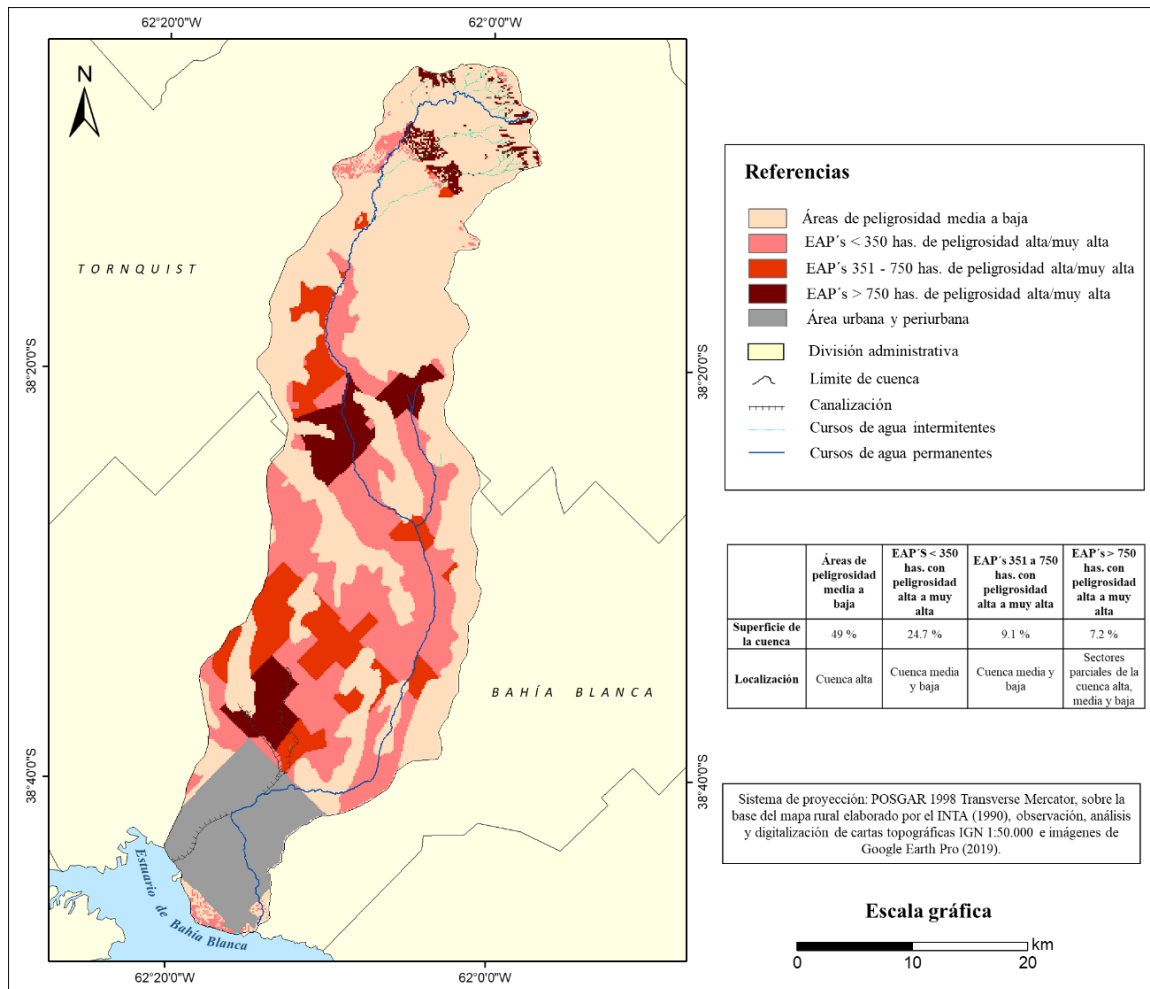 62°20'0"W
62°0'0"W
N
TORNQUIST
38°20'0"S
38°20'0"S
BAHÍA BLANCA
38°40'0"S
38°40'0"S
Estuario de Bahía Blanca
62°20'0"W
62°0'0"W
Referencias
Áreas de peligrosidad media a baja
EAP´s < 350 has. de peligrosidad alta/muy alta
EAP´s 351 - 750 has. de peligrosidad alta/muy alta
EAP´s > 750 has. de peligrosidad alta/muy alta
Área urbana y periurbana
División administrativa
Límite de cuenca
Canalización
Cursos de agua intermitentes
Cursos de agua permanentes
Áreas de peligrosidad media a baja
EAP´S < 350 has. con peligrosidad alta a muy alta
EAP´s 351 a 750 has. con peligrosidad alta a muy alta
EAP´s > 750 has. con peligrosidad alta a muy alta
Superficie de la cuenca
49 %
24.7 %
9.1 %
7.2 %
Localización
Cuenca alta
Cuenca media y baja
Cuenca media y baja
Sectores parciales de la cuenca alta, media y baja
Sistema de proyección: POSGAR 1998 Transverse Mercator, sobre la
base del mapa rural elaborado por el INTA (1990), observación, análisis
y digitalización de cartas topográficas IGN 1:50.000 e imágenes de
Google Earth Pro (2019).
Escala gráfica
km
0 10 20